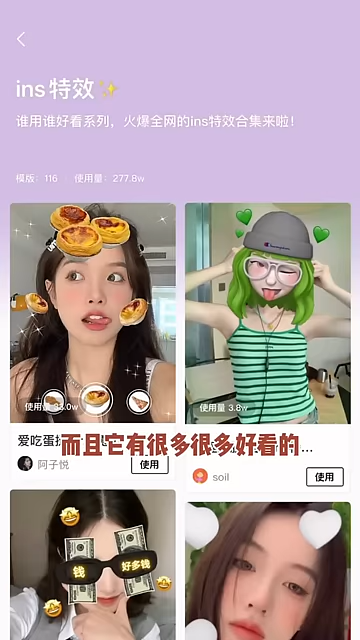 ins特效✨
谁用谁好看系列，火爆全网的ins特效合集来啦！
模版：116 使用量：277.8w
使用量 3.8w
爱吃蛋挞
而且它有很多很多好看的
阿子悦
使用
soil
使用
钱
好多钱